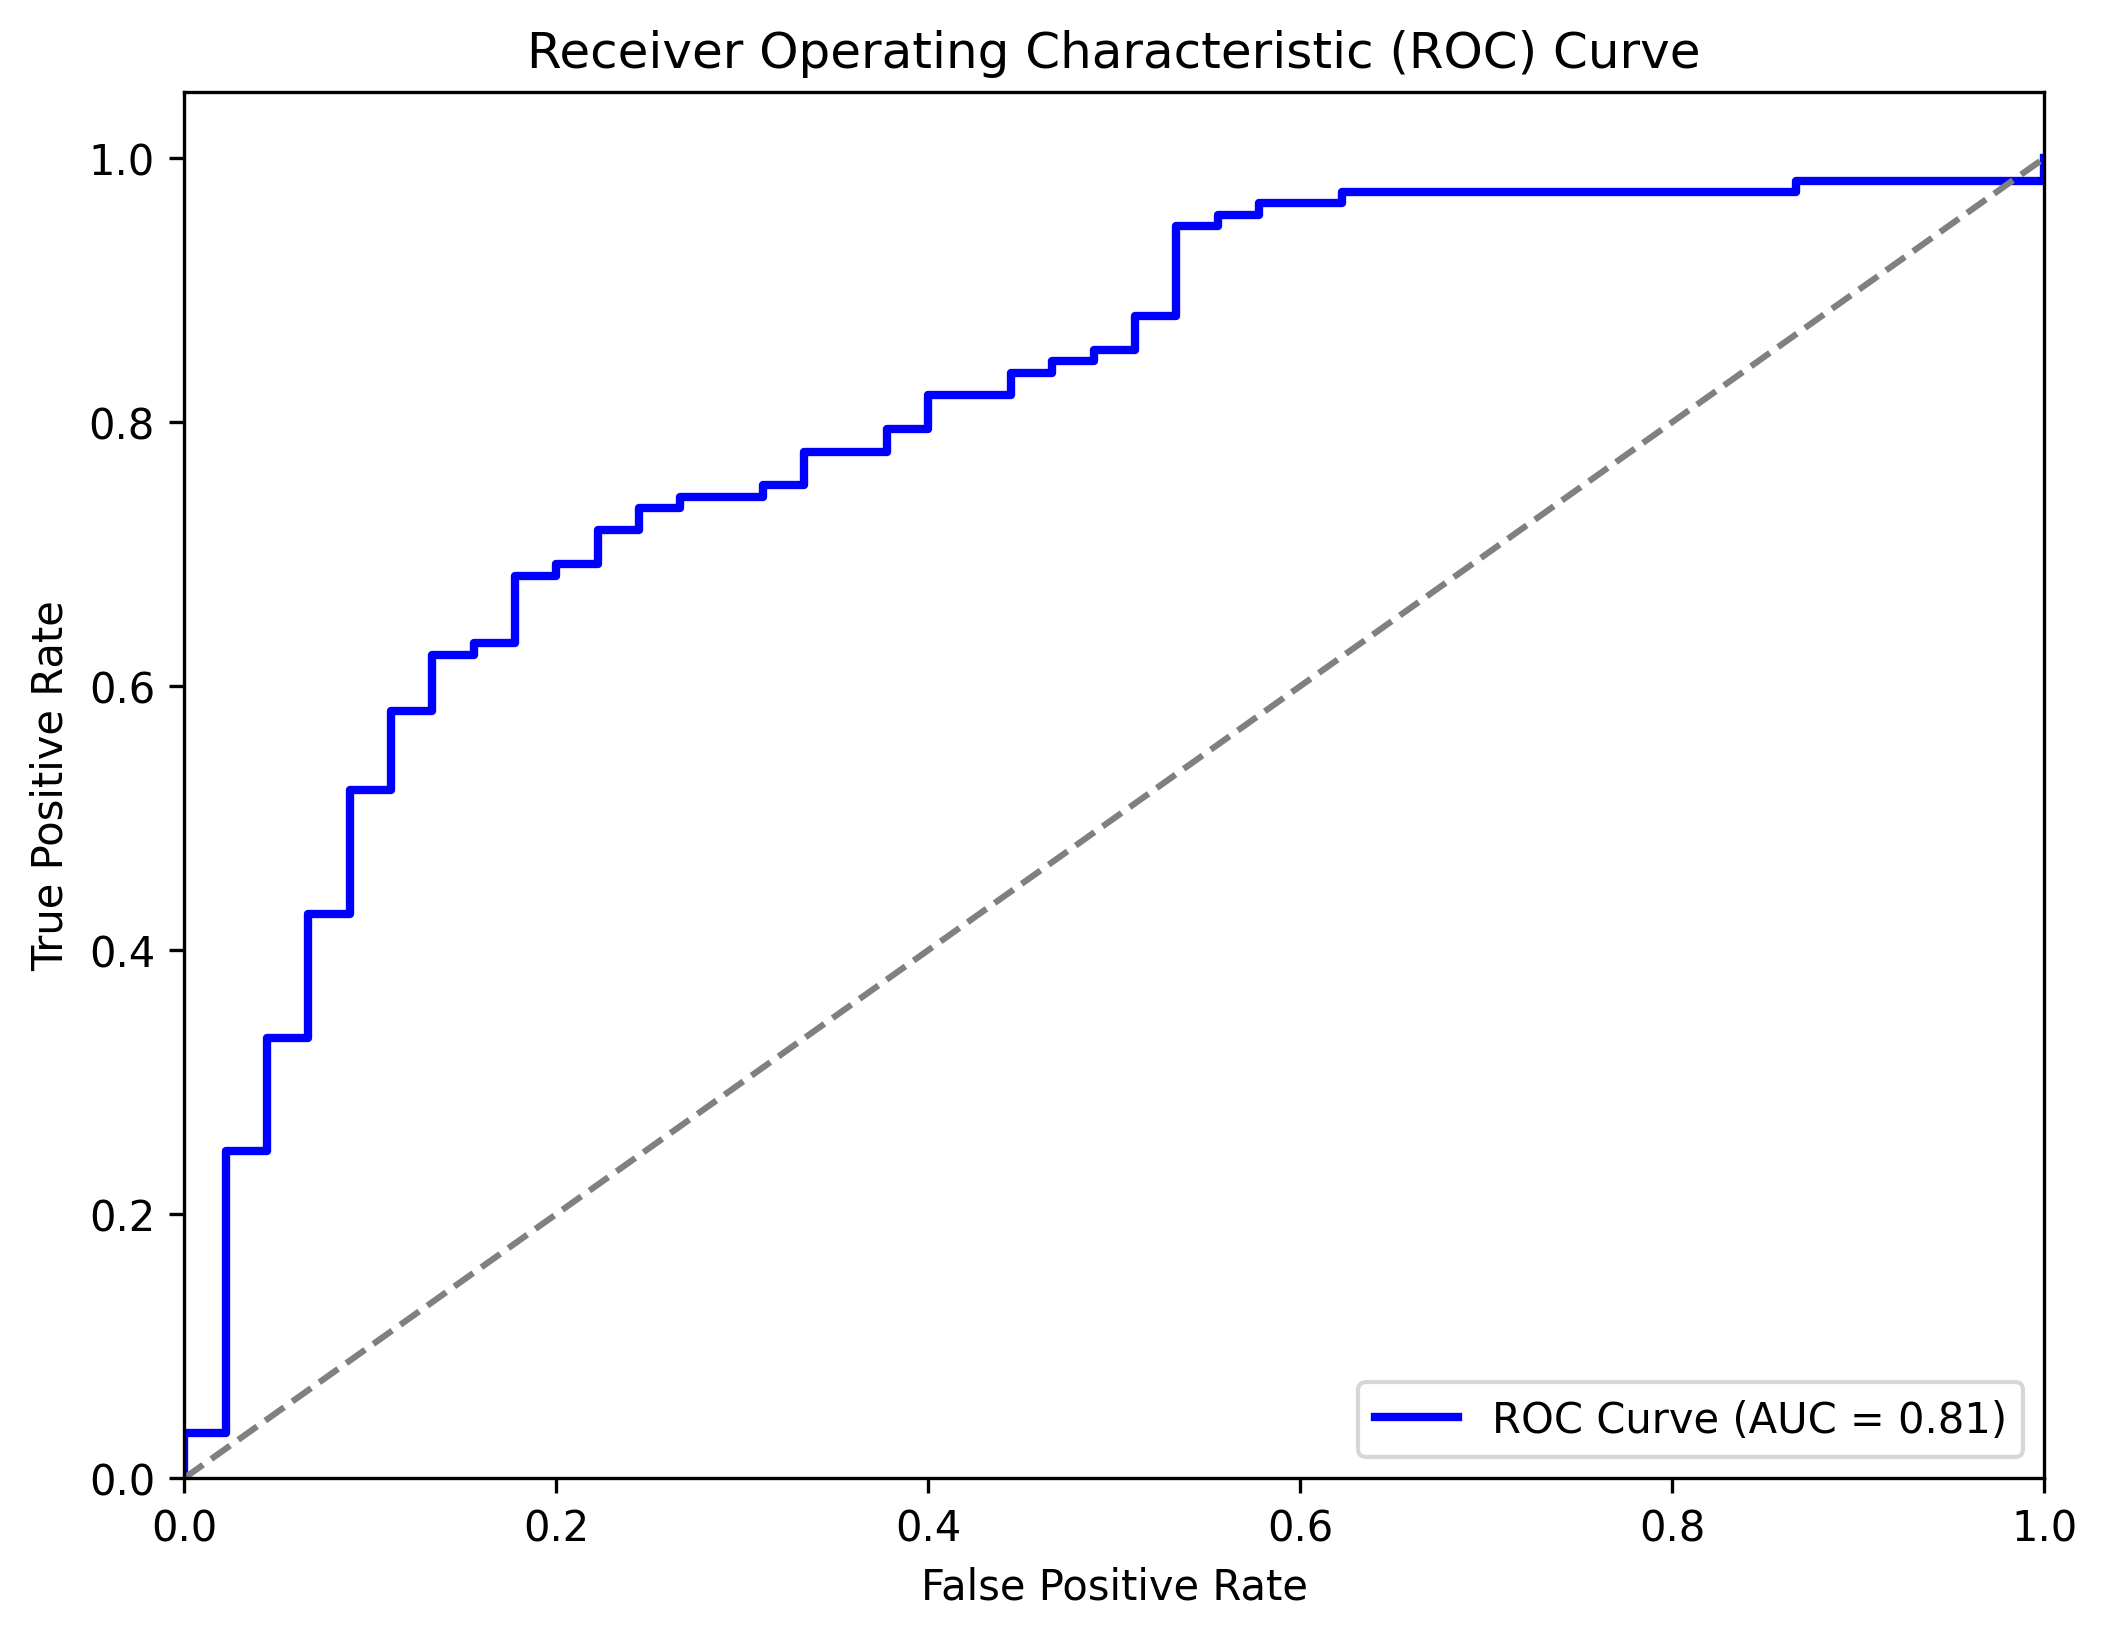 Receiver Operating Characteristic (ROC) Curve
1.0
0.8
0.6
0.4
0.2
0.0
True Positive Rate
ROC Curve (AUC = 0.81)
0.0 0.2 0.4 0.6 0.8 1.0
False Positive Rate